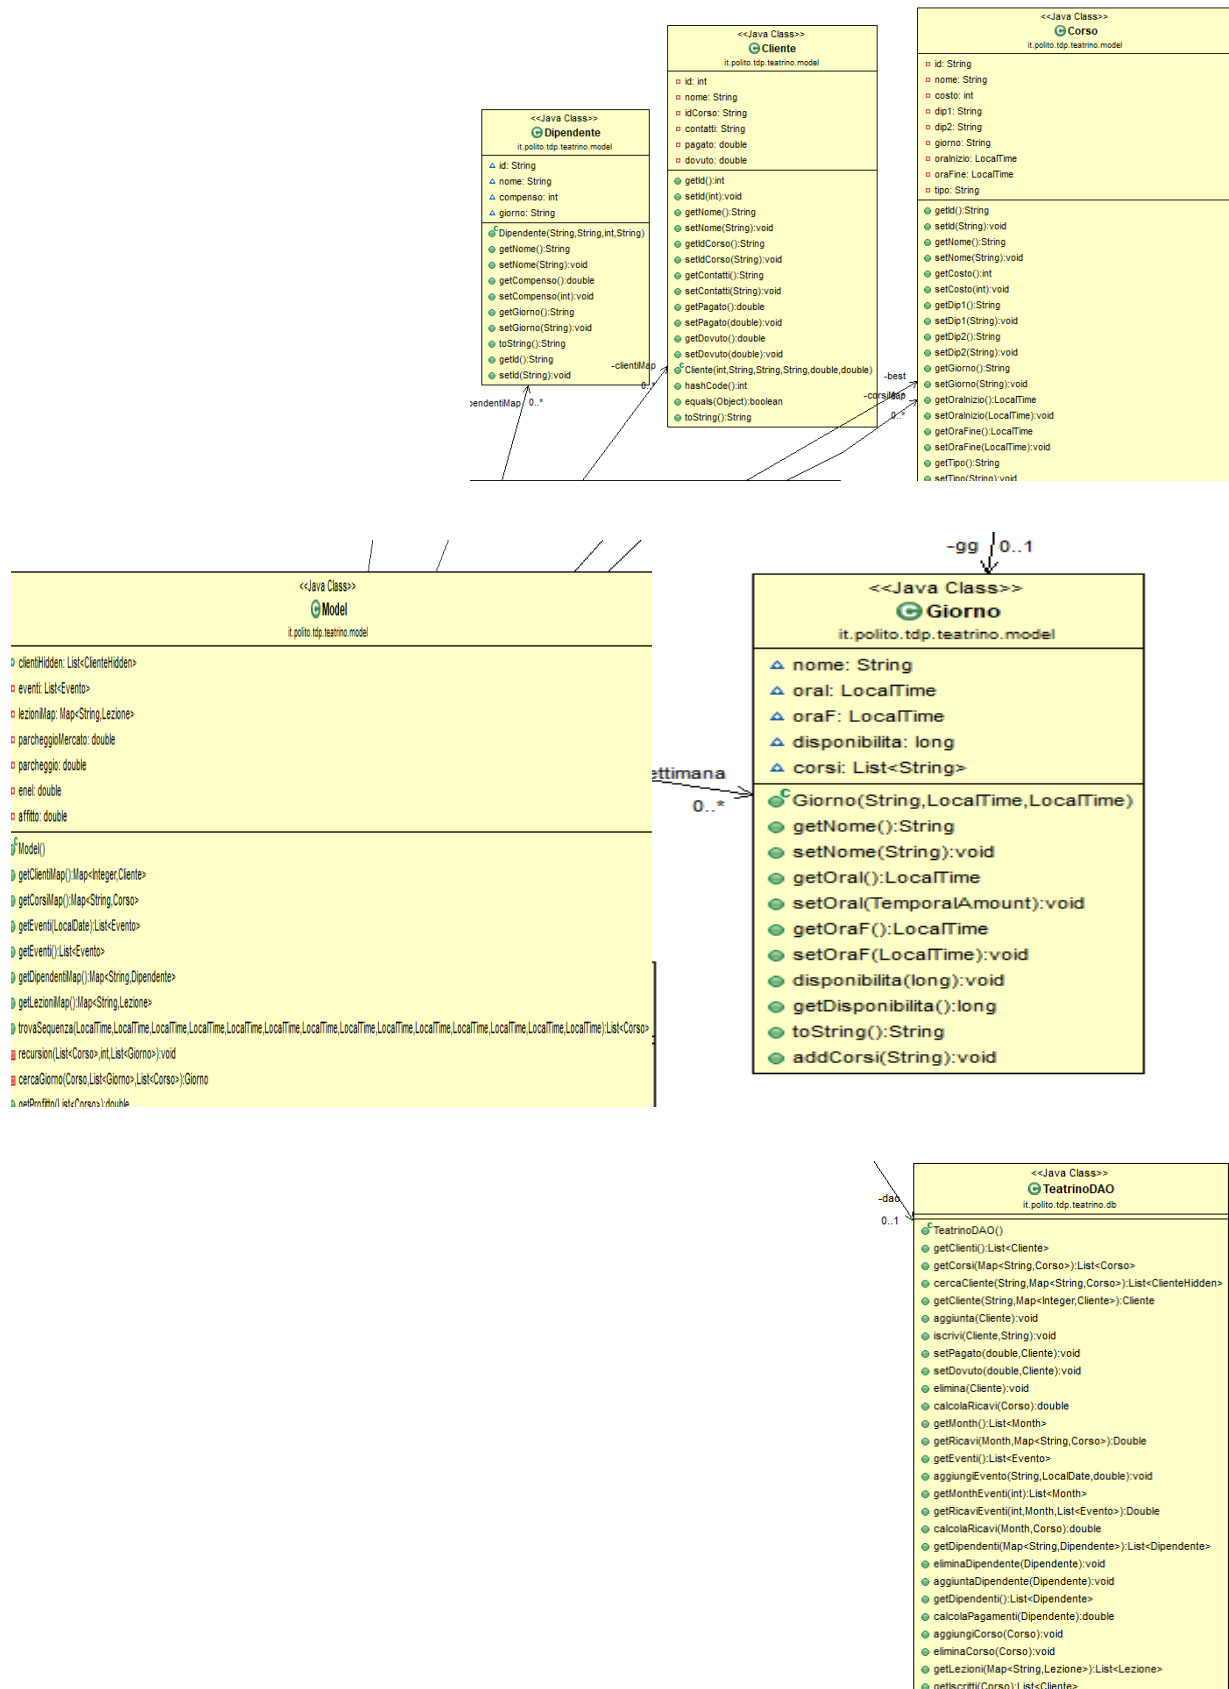 <<Java Class>>
Dipendente
it.polito.tdp.teatrino.model
id: String
nome: String
compenso: int
giorno: String
Dipendente(String,String,int,String)
getNome():String
setNome(String):void
getCompenso():double
setCompenso(int):void
getGiorno():String
setGiorno(String):void
toString():String
getId():String
setId(String):void
pendentiMap
0..*
<<Java Class>>
Cliente
it.polito.tdp.teatrino.model
id: int
nome: String
idCorso: String
contatti: String
pagato: double
dovuto: double
getId():int
setId(int):void
getNome():String
setNome(String):void
getIdCorso():String
setIdCorso(String):void
getContatti():String
setContatti(String):void
getPagato():double
setPagato(double):void
getDovuto():double
setDovuto(double):void
Cliente(int,String,String,String,double,double)
hashCode():int
equals(Object):boolean
toString():String
-clientiMap
0..*
<<Java Class>>
Corso
it.polito.tdp.teatrino.model
id: String
nome: String
costo: int
dip1: String
dip2: String
giorno: String
oraInizio: LocalTime
oraFine: LocalTime
tipo: String
getId():String
setId(String):void
getNome():String
setNome(String):void
getCosto():int
setCosto(int):void
getDip1():String
setDip1(String):void
getDip2():String
setDip2(String):void
getGiorno():String
setGiorno(String):void
getOraInizio():LocalTime
setOraInizio(LocalTime):void
getOraFine():LocalTime
setOraFine(LocalTime):void
getTipo():String
setTipo(String):void
-best
-corsiMap
0..*
<<Java Class>>
Model
it.polito.tdp.teatrino.model
clientiHidden: List<ClienteHidden>
eventi: List<Evento>
lezioniMap: Map<String,Lezione>
parcheggioMercato: double
parcheggio: double
enel: double
affitto: double
Model()
getClientiMap():Map<Integer,Cliente>
getCorsiMap():Map<String,Corso>
getEventi(LocalDate):List<Evento>
getEventi():List<Evento>
getDipendentiMap():Map<String,Dipendente>
getLezioniMap():Map<String,Lezione>
trovaSequenza(LocalTime,LocalTime,LocalTime,LocalTime,LocalTime,LocalTime,LocalTime,LocalTime,LocalTime,LocalTime,LocalTime,LocalTime,LocalTime,LocalTime):List<Corso>
recursion(List<Corso>,int,List<Giorno>):void
cercaGiorno(Corso,List<Giorno>,List<Corso>):Giorno
getProfitto(List<Corso>):double
ettimana
0..*
-gg 0..1
<<Java Class>>
Giorno
it.polito.tdp.teatrino.model
nome: String
oraI: LocalTime
oraF: LocalTime
disponibilita: long
corsi: List<String>
Giorno(String,LocalTime,LocalTime)
getNome():String
setNome(String):void
getOraI():LocalTime
setOraI(TemporalAmount):void
getOraF():LocalTime
setOraF(LocalTime):void
disponibilita(long):void
getDisponibilita():long
toString():String
addCorsi(String):void
-dao
0..1
<<Java Class>>
TeatrinoDAO
it.polito.tdp.teatrino.db
TeatrinoDAO()
getClienti():List<Cliente>
getCorsi(Map<String,Corso>):List<Corso>
cercaCliente(String,Map<String,Corso>):List<ClienteHidden>
getCliente(String,Map<Integer,Cliente>):Cliente
aggiunta(Cliente):void
iscrivi(Cliente,String):void
setPagato(double,Cliente):void
setDovuto(double,Cliente):void
elimina(Cliente):void
calcolaRicavi(Corso):double
getMonth():List<Month>
getRicavi(Month,Map<String,Corso>):Double
getEventi():List<Evento>
aggiungiEvento(String,LocalDate,double):void
getMonthEventi(int):List<Month>
getRicaviEventi(int,Month,List<Evento>):Double
calcolaRicavi(Month,Corso):double
getDipendenti(Map<String,Dipendente>):List<Dipendente>
eliminaDipendente(Dipendente):void
aggiuntaDipendente(Dipendente):void
getDipendenti():List<Dipendente>
calcolaPagamenti(Dipendente):double
aggiungiCorso(Corso):void
eliminaCorso(Corso):void
getLezioni(Map<String,Lezione>):List<Lezione>
getIscritti(Corso):List<Cliente>